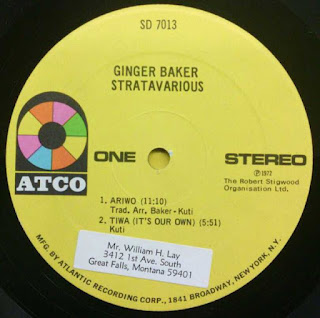 SD 7013
GINGER BAKER
STRATAVARIOUS
ATCO
ONE
STEREO
℗1972
The Robert Stigwood
Organisation Ltd.
1. ARIWO (11:10)
Trad. Arr. Baker - Kuti
2. TIWA (IT'S OUR OWN) (5:51)
Kuti
Mr. William H. Lay
3412 1st Ave. South
Great Falls, Montana 59401
MFG. BY ATLANTIC RECORDING CORP., 1841 BROADWAY, NEW YORK, N.Y.